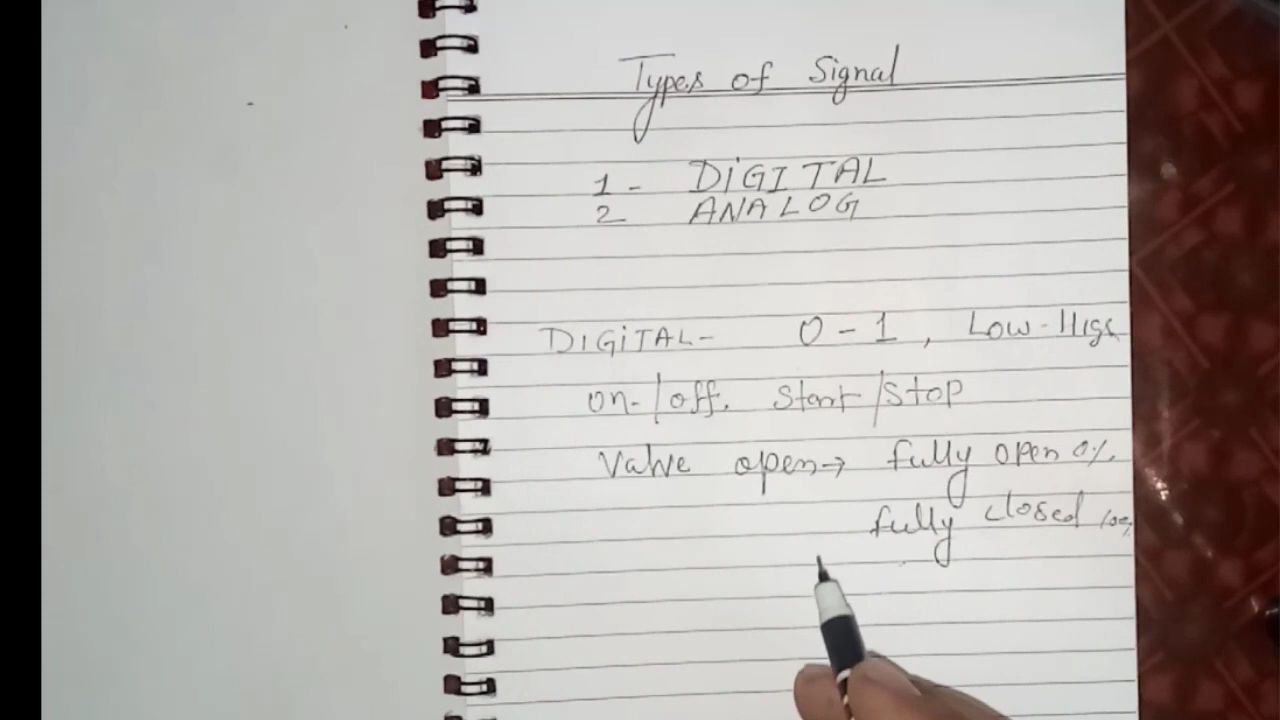 Types of Signal
1 - DiGITAL
2 ANALOG
DiGiTAL - 0 - 1 , Low - High
on-/off. Start/stop
Valve open→ fully open 0%.
fully closed 100%